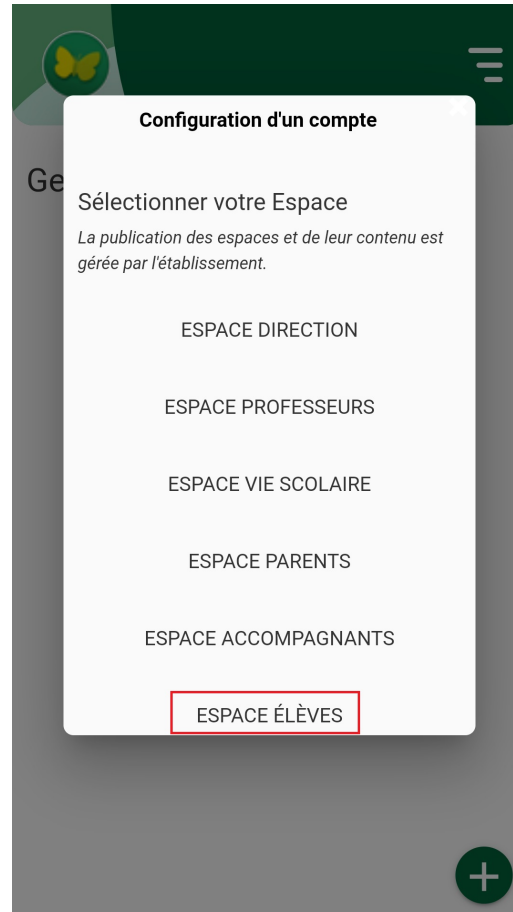 Configuration d'un compte
Ge
Sélectionner votre Espace
La publication des espaces et de leur contenu est
gérée par l'établissement.
ESPACE DIRECTION
ESPACE PROFESSEURS
ESPACE VIE SCOLAIRE
ESPACE PARENTS
ESPACE ACCOMPAGNANTS
ESPACE ÉLÈVES